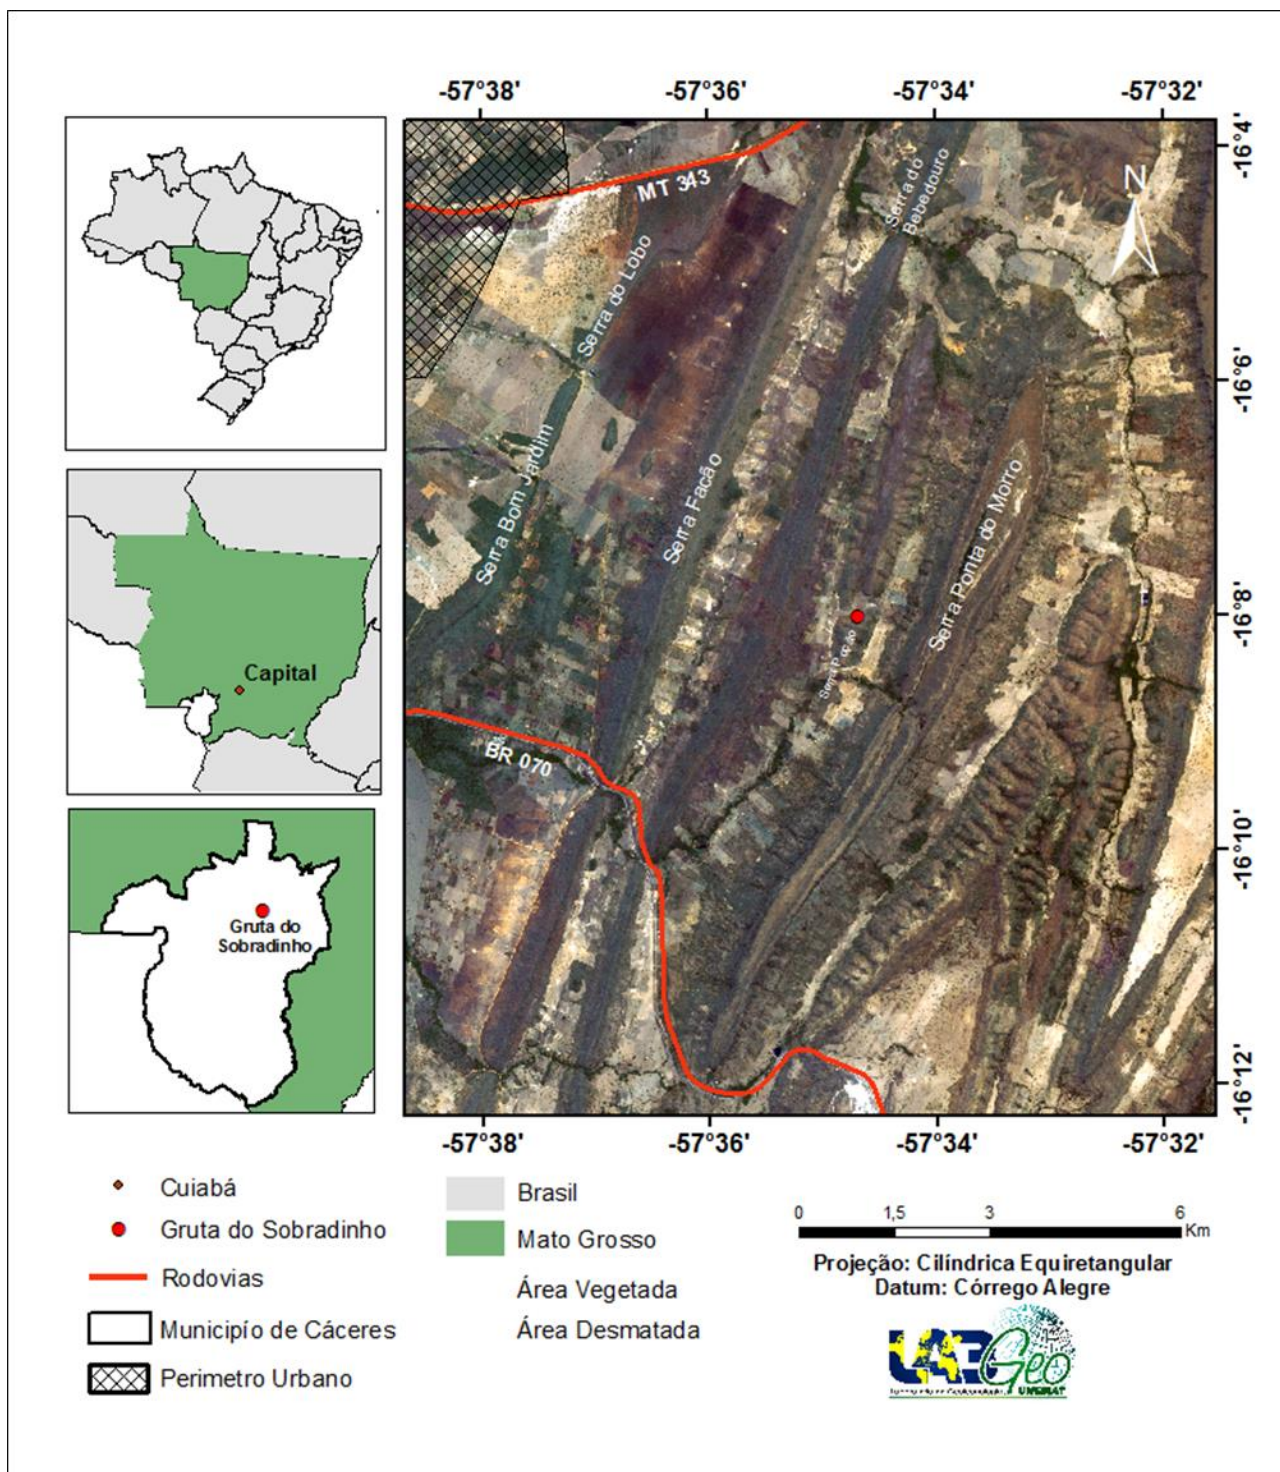 -57°38' -57°36' -57°34' -57°32'
-16°4'
-16°6'
-16°8'
-16°10'
-16°12'
N
MT 343
Serra do
Bebedouro
Serra do Lobo
Serra Bom Jardim
Serra Facão
Serra Ponta do Morro
Serra
BR 070
-57°38' -57°36' -57°34' -57°32'
Capital
Gruta do
Sobradinho
Cuiabá
Gruta do Sobradinho
Rodovias
Municipío de Cáceres
Perimetro Urbano
Brasil
Mato Grosso
Área Vegetada
Área Desmatada
0 1,5 3 6
Km
Projeção: Cilíndrica Equiretangular
Datum: Córrego Alegre
LAB Geo
UNEMAT